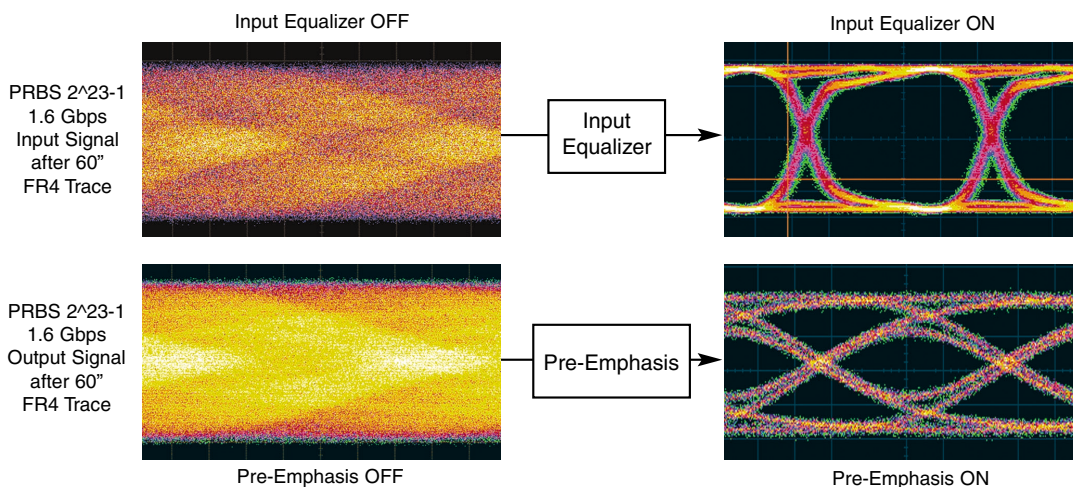 Input Equalizer OFF
Input Equalizer ON
PRBS 2^23-1
1.6 Gbps
Input Signal
after 60”
FR4 Trace
Input
Equalizer
PRBS 2^23-1
1.6 Gbps
Output Signal
after 60”
FR4 Trace
Pre-Emphasis
Pre-Emphasis OFF
Pre-Emphasis ON